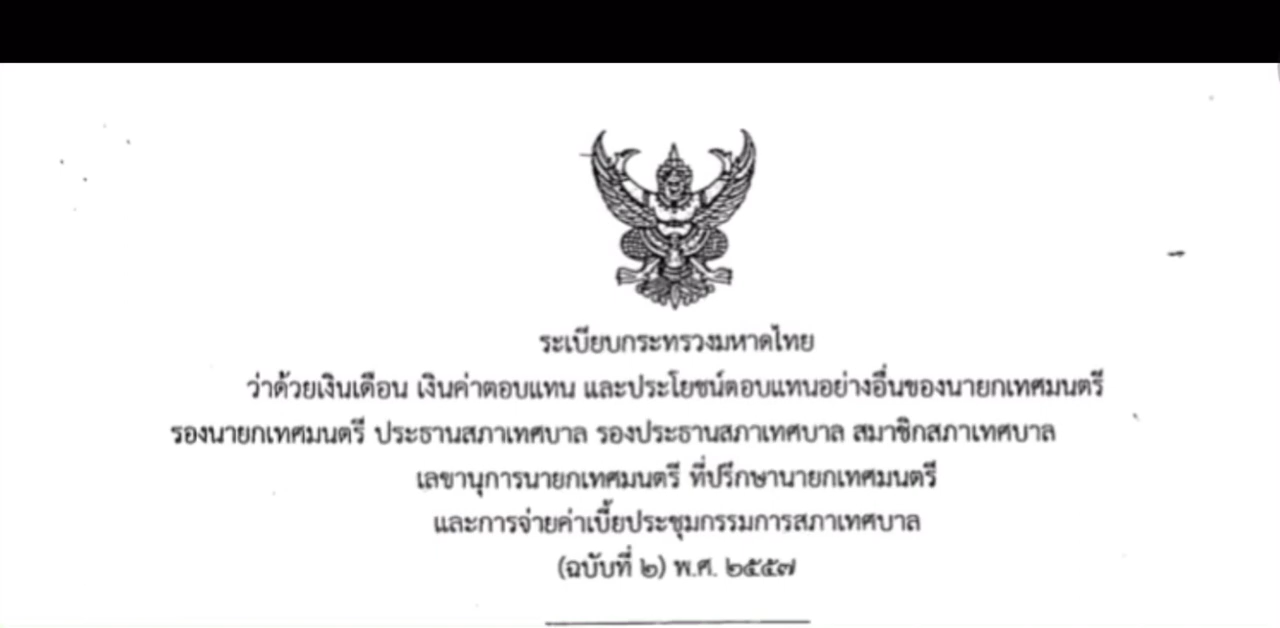 ระเบียบกระทรวงมหาดไทย
ว่าด้วยเงินเดือน เงินค่าตอบแทน และประโยชน์ตอบแทนอย่างอื่นของนายกเทศมนตรี
รองนายกเทศมนตรี ประธานสภาเทศบาล รองประธานสภาเทศบาล สมาชิกสภาเทศบาล
เลขานุการนายกเทศมนตรี ที่ปรึกษานายกเทศมนตรี
และการจ่ายค่าเบี้ยประชุมกรรมการสภาเทศบาล
(ฉบับที่ ๒) พ.ศ. ๒๕๕๗